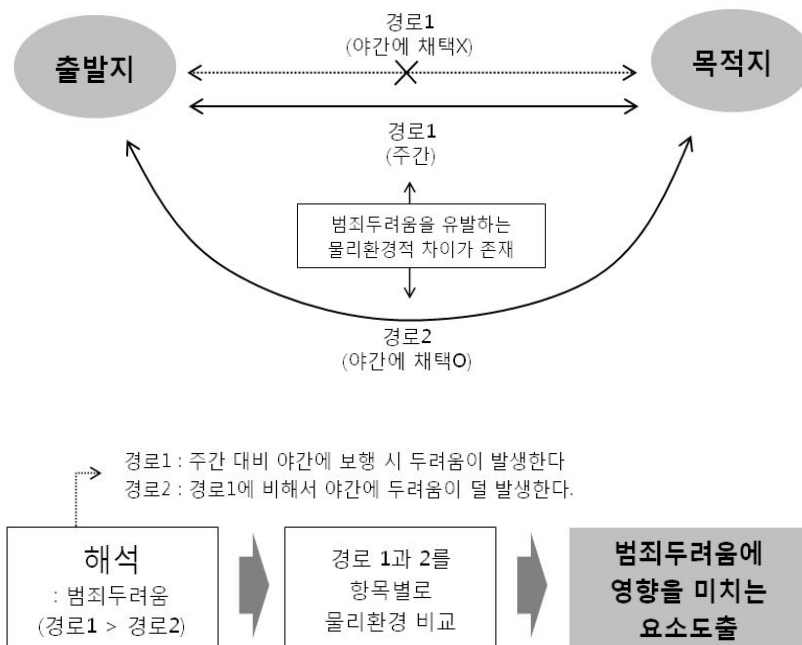 경로1
(야간에 채택X)
출발지
목적지
경로1
(주간)
범죄두려움을 유발하는
물리환경적 차이가 존재
경로2
(야간에 채택O)
경로1 : 주간 대비 야간에 보행 시 두려움이 발생한다
경로2 : 경로1에 비해서 야간에 두려움이 덜 발생한다.
해석
: 범죄두려움
(경로1 > 경로2)
경로 1과 2를
항목별로
물리환경 비교
범죄두려움에
영향을 미치는
요소도출